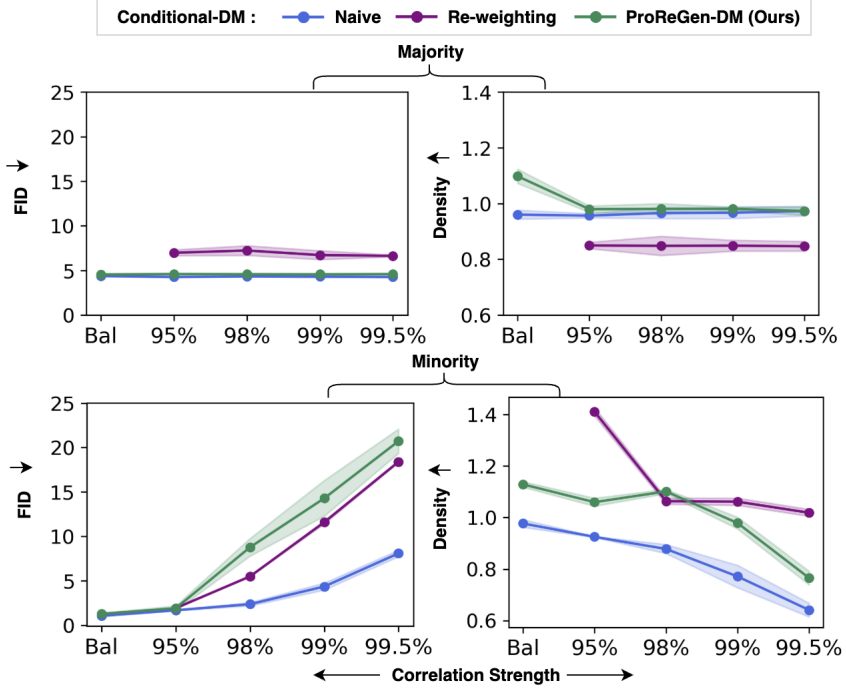 Conditional-DM : Naive Re-weighting ProReGen-DM (Ours)
Majority
25
20
15
10
5
0
FID
Bal 95% 98% 99% 99.5%
1.4
1.2
1.0
0.8
0.6
Density
Bal 95% 98% 99% 99.5%
Minority
25
20
15
10
5
0
FID
Bal 95% 98% 99% 99.5%
1.4
1.2
1.0
0.8
0.6
Density
Bal 95% 98% 99% 99.5%
Correlation Strength